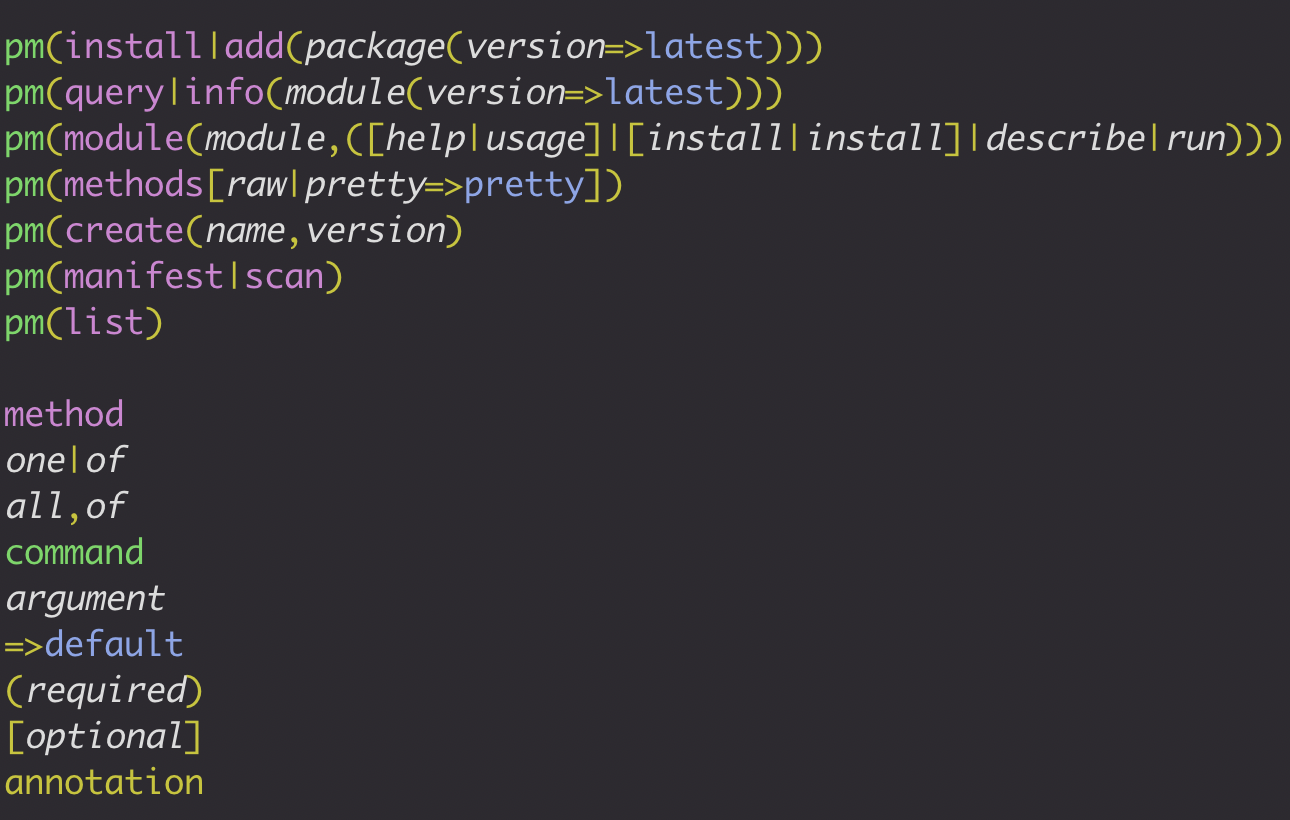 pm(install|add(package(version=>latest)))
pm(query|info(module(version=>latest)))
pm(module(module,([help|usage]|[install|install]|describe|run)))
pm(methods[raw|pretty=>pretty])
pm(create(name,version)
pm(manifest|scan)
pm(list)
method
one|of
all,of
command
argument
=>default
(required)
[optional]
annotation